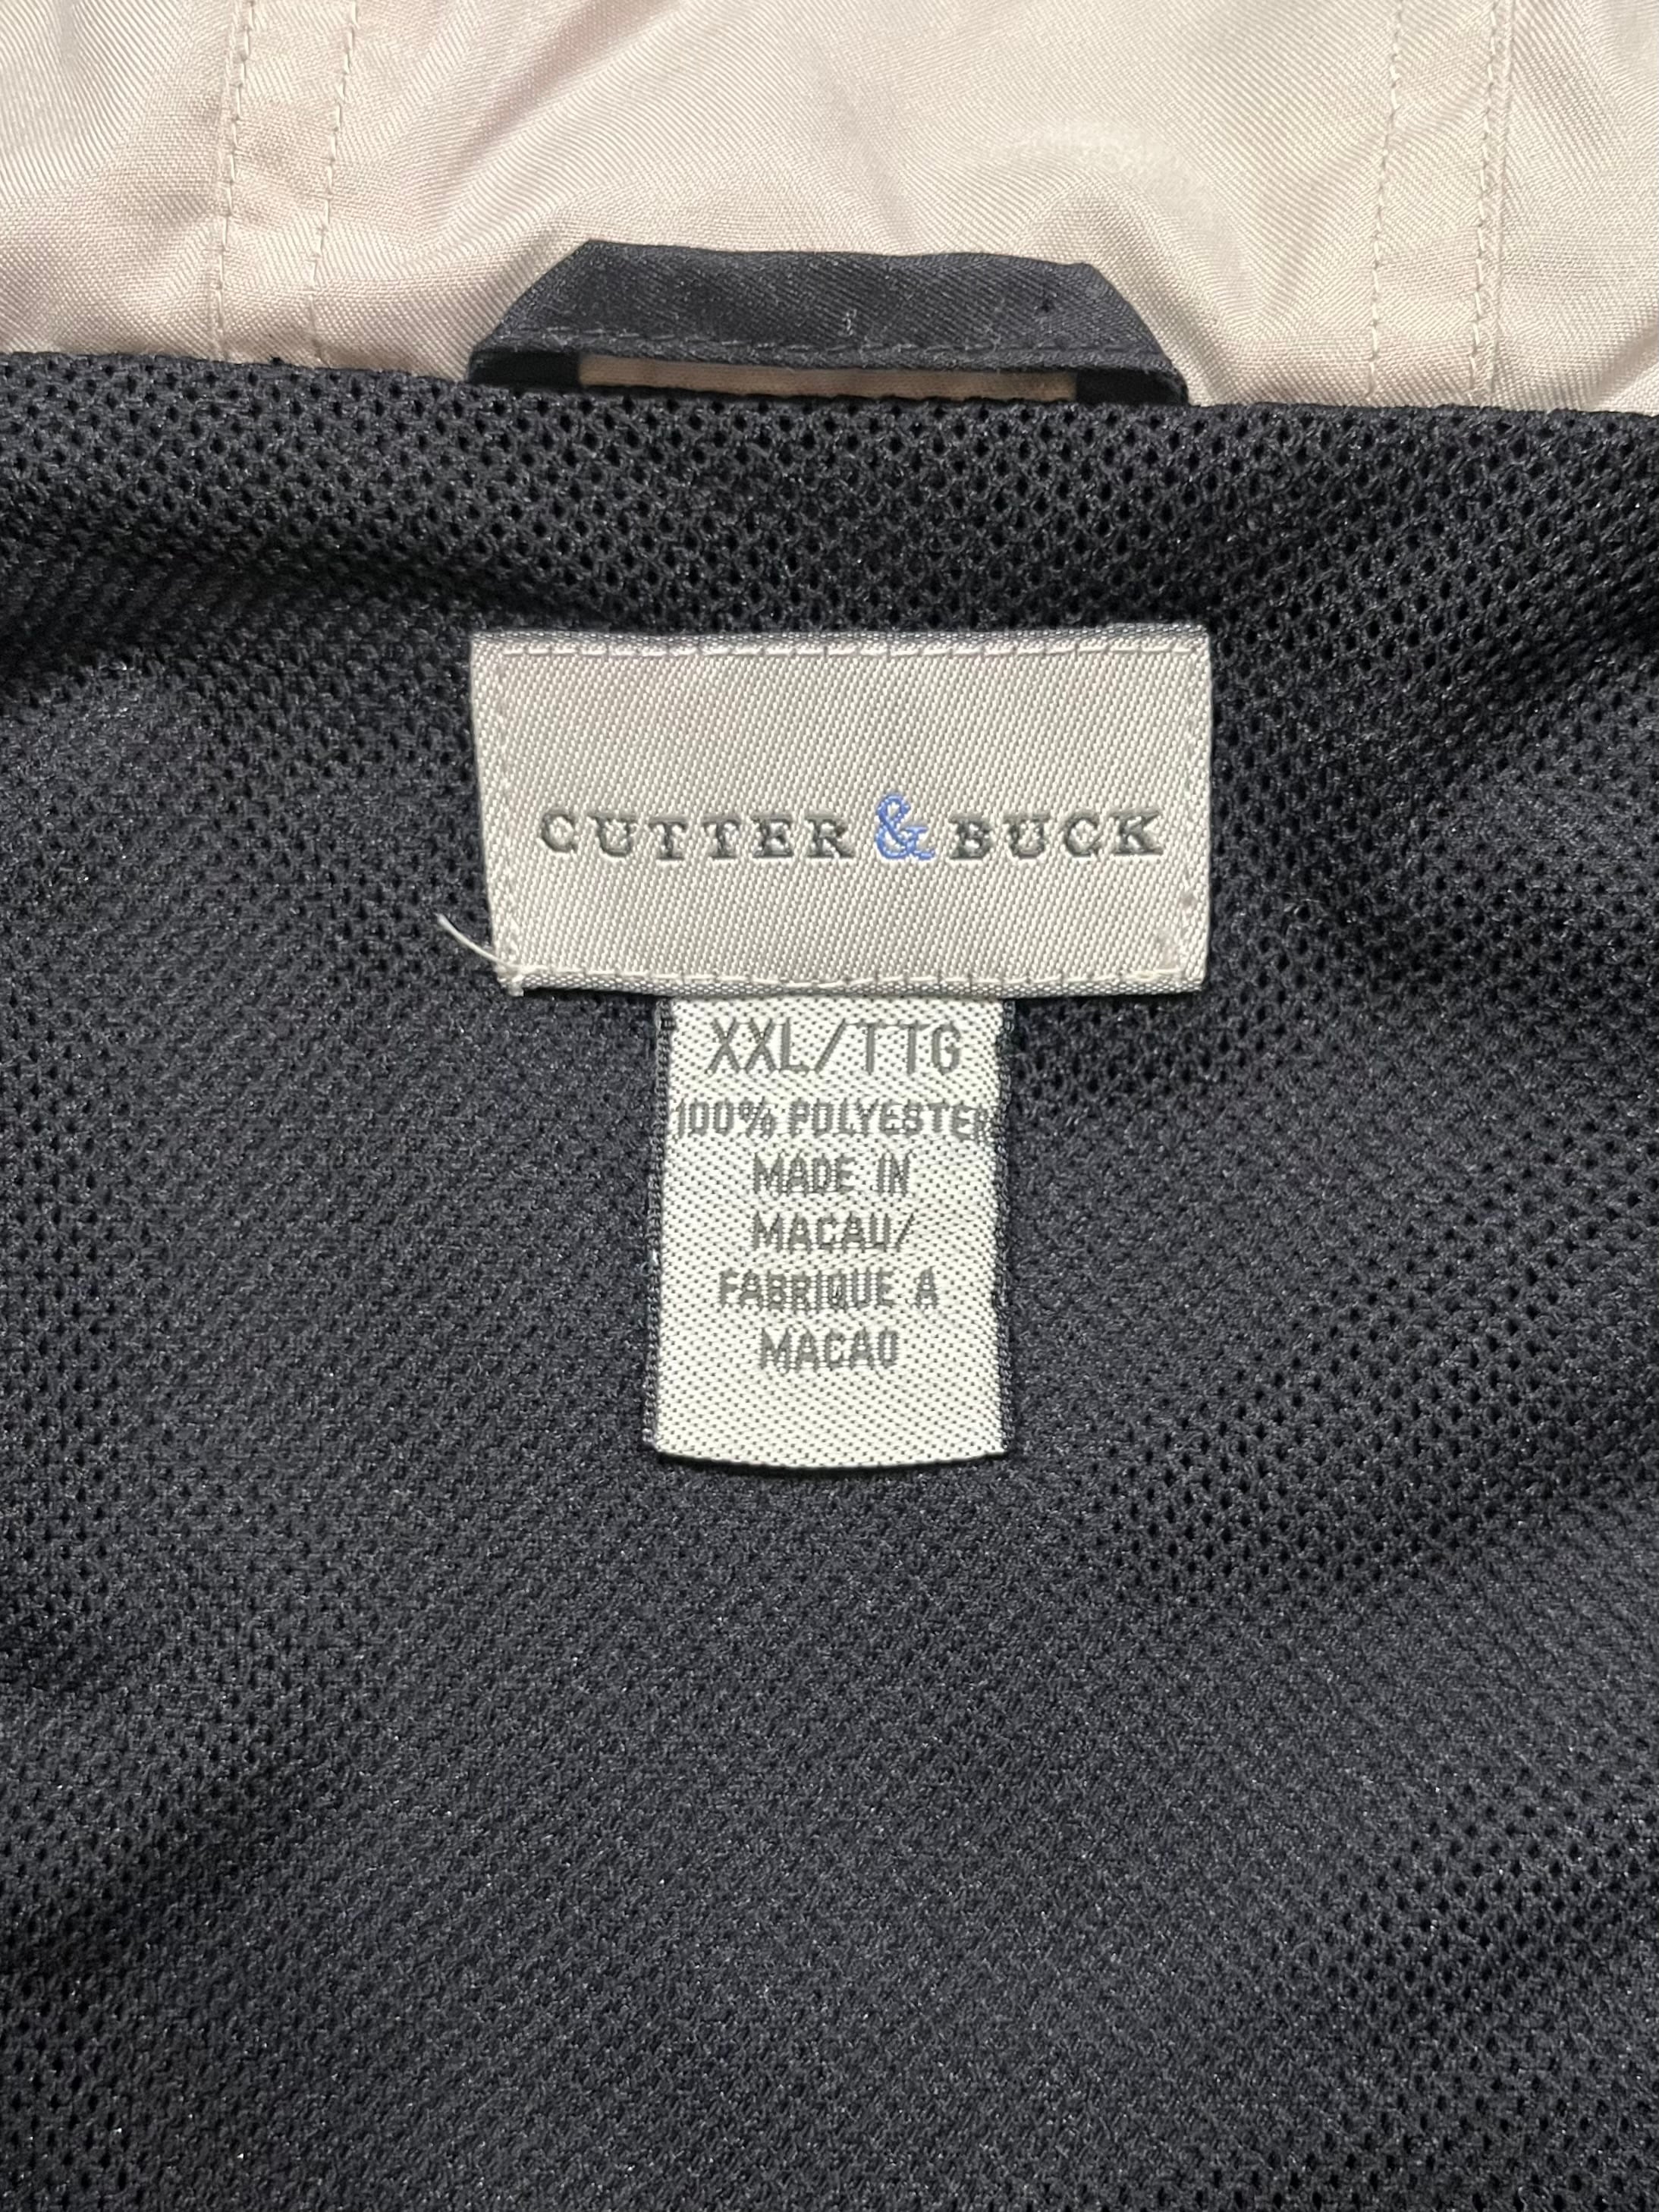 CUTTER & BUCK
XXL/TTG
100% POLYESTER
MADE IN
MACAU/
FABRIQUE A
MACAO